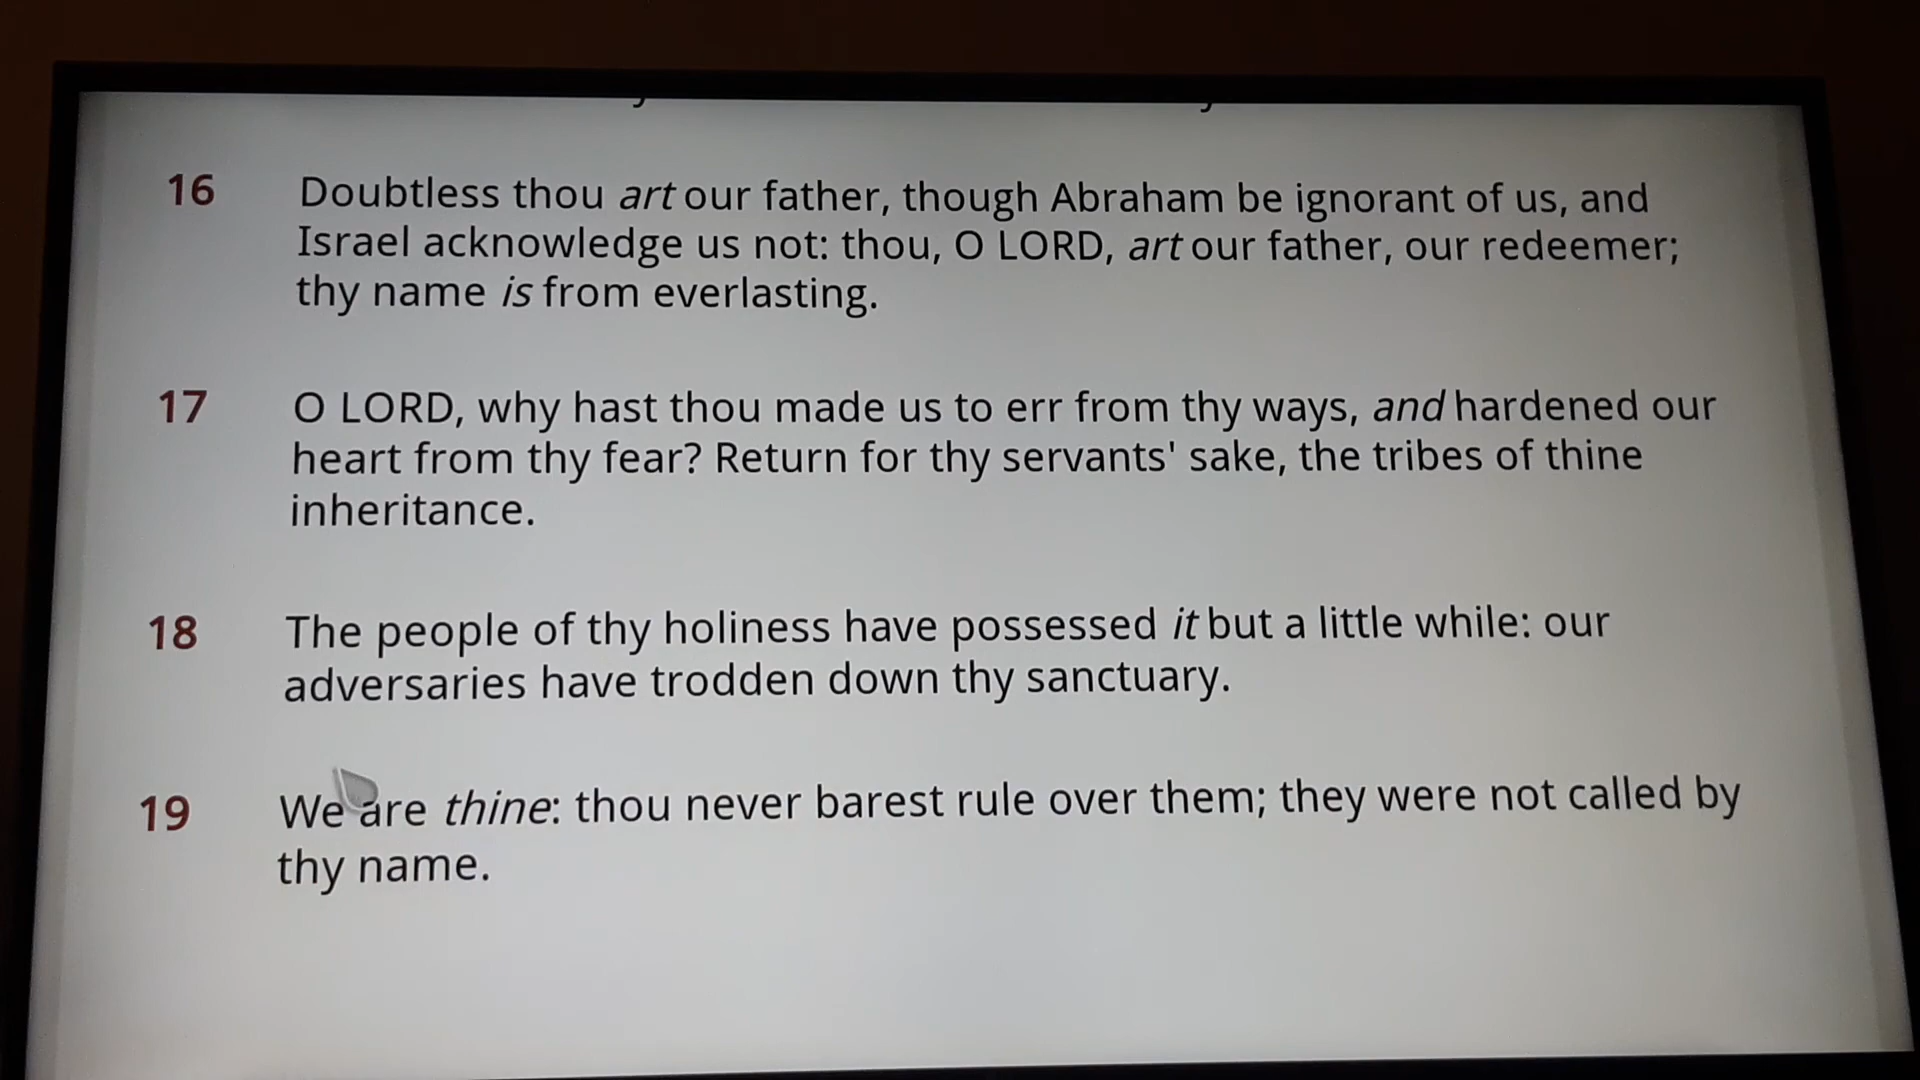 16 Doubtless thou art our father, though Abraham be ignorant of us, and
Israel acknowledge us not: thou, O LORD, art our father, our redeemer;
thy name is from everlasting.
17 O LORD, why hast thou made us to err from thy ways, and hardened our
heart from thy fear? Return for thy servants' sake, the tribes of thine
inheritance.
18 The people of thy holiness have possessed it but a little while: our
adversaries have trodden down thy sanctuary.
19 We are thine: thou never barest rule over them; they were not called by
thy name.